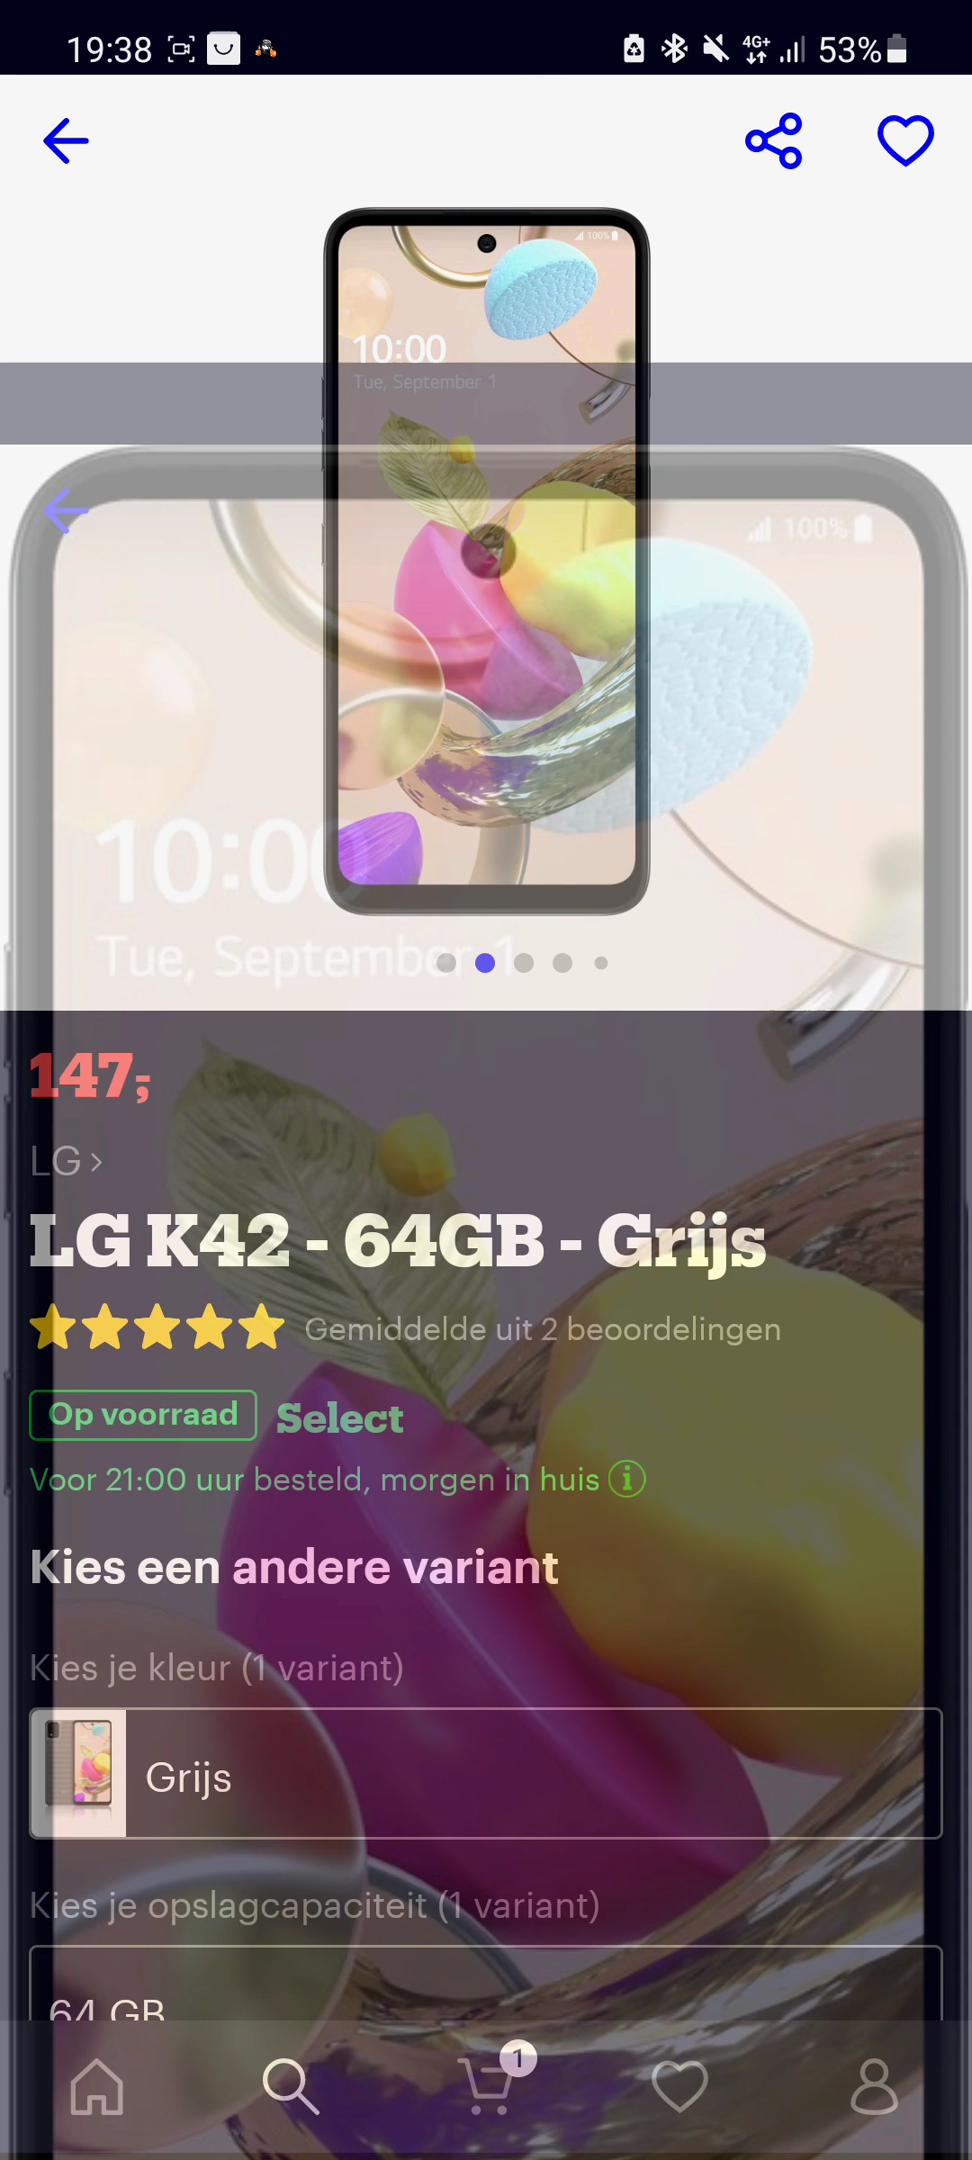 19:38
4G+
53%
100%
10:00
Tue, September 1
100%
10:00
Tue, September 1
147,-
LG
LG K42 - 64GB - Grijs
Gemiddelde uit 2 beoordelingen
Op voorraad Select
Voor 21:00 uur besteld, morgen in huis
Kies een andere variant
Kies je kleur (1 variant)
Grijs
Kies je opslagcapaciteit (1 variant)
64 GB
1